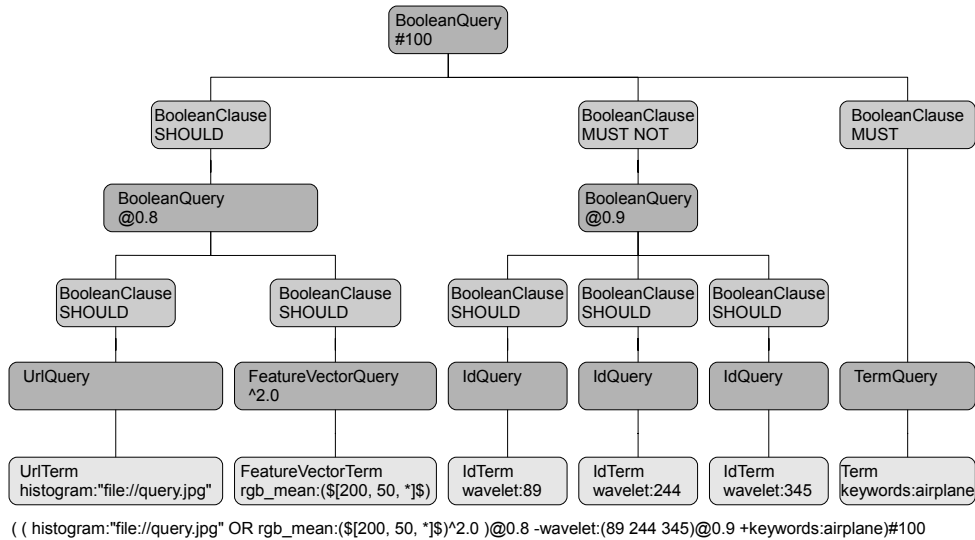 BooleanQuery
#100
BooleanClause
SHOULD
BooleanClause
MUST NOT
BooleanClause
MUST
BooleanQuery
@0.8
BooleanQuery
@0.9
BooleanClause
SHOULD
BooleanClause
SHOULD
BooleanClause
SHOULD
BooleanClause
SHOULD
BooleanClause
SHOULD
UrlQuery
FeatureVectorQuery
^2.0
IdQuery
IdQuery
IdQuery
TermQuery
UrlTerm
histogram:"file://query.jpg"
FeatureVectorTerm
rgb_mean:($[200, 50, *]$)
IdTerm
wavelet:89
IdTerm
wavelet:244
IdTerm
wavelet:345
Term
keywords:airplane
( ( histogram:"file://query.jpg" OR rgb_mean:($[200, 50, *]$)^2.0 )@0.8 -wavelet:(89 244 345)@0.9 +keywords:airplane)#100